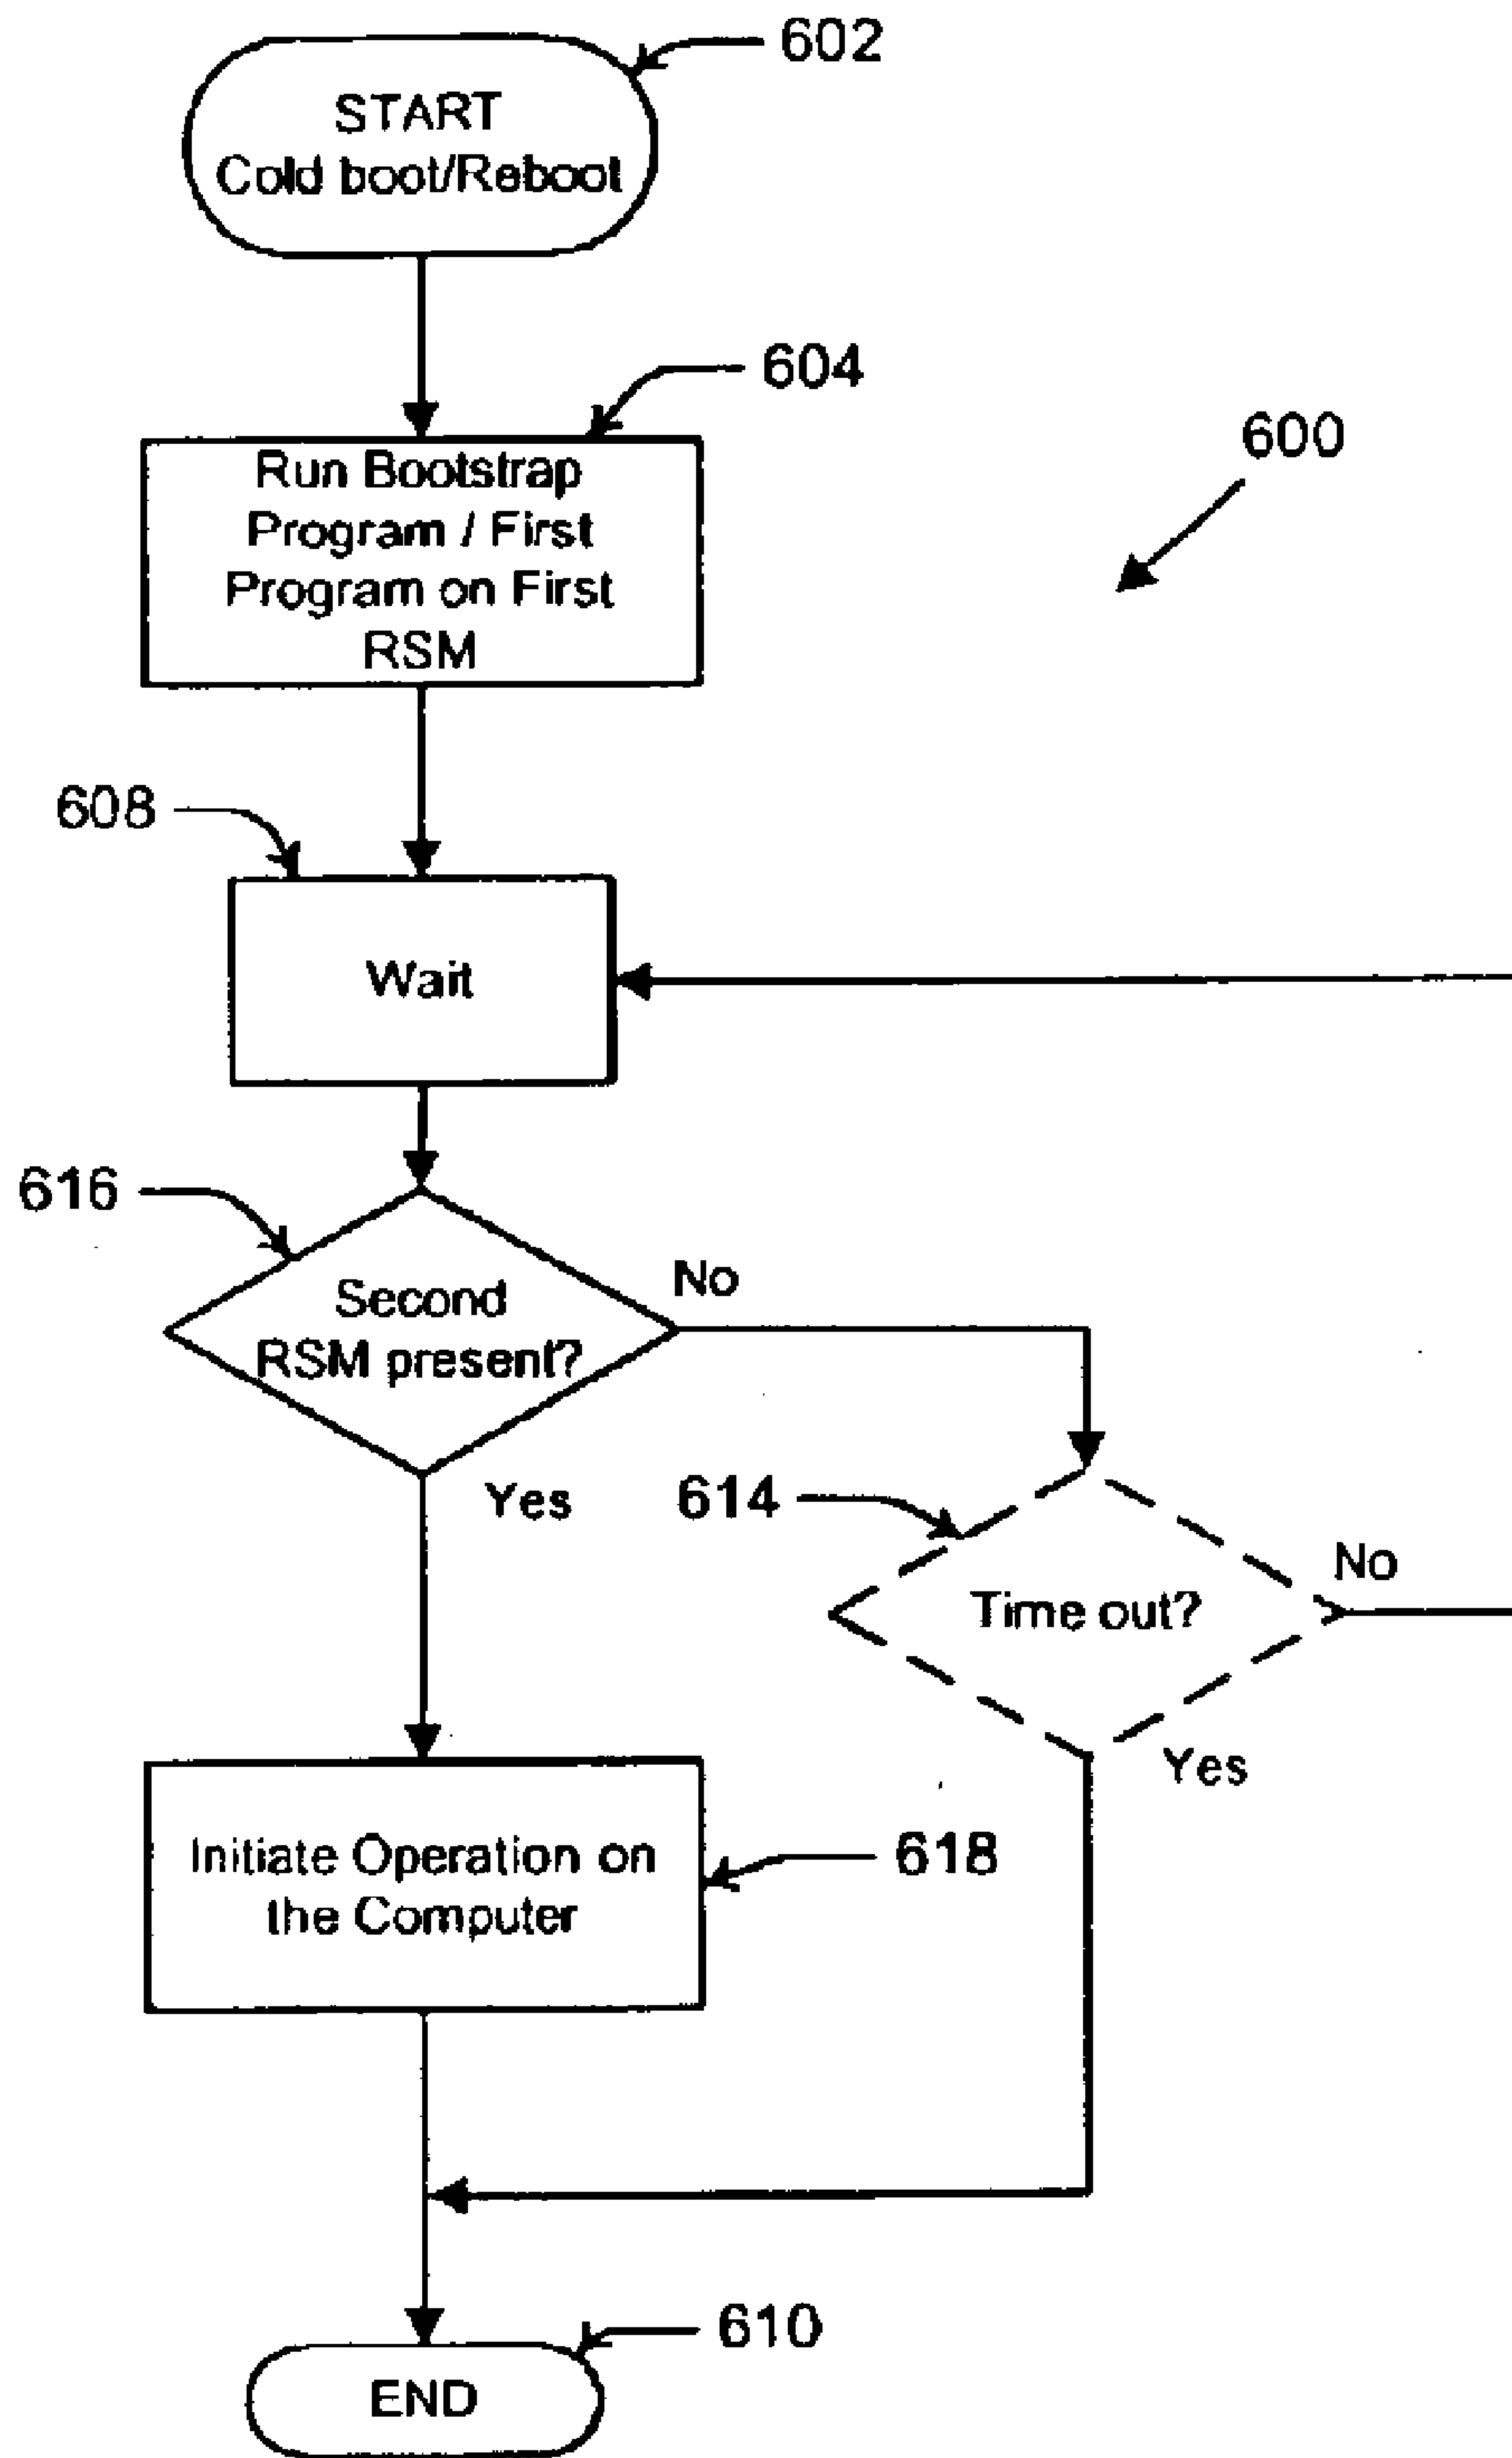 602
START
Cold boot/Reboot
604
Run Bootstrap
Program / First
Program on First
RSM
600
608
Wait
616
Second
RSM present?
No
Yes
614
Time out?
No
Yes
Initiate Operation on
the Computer
618
610
END